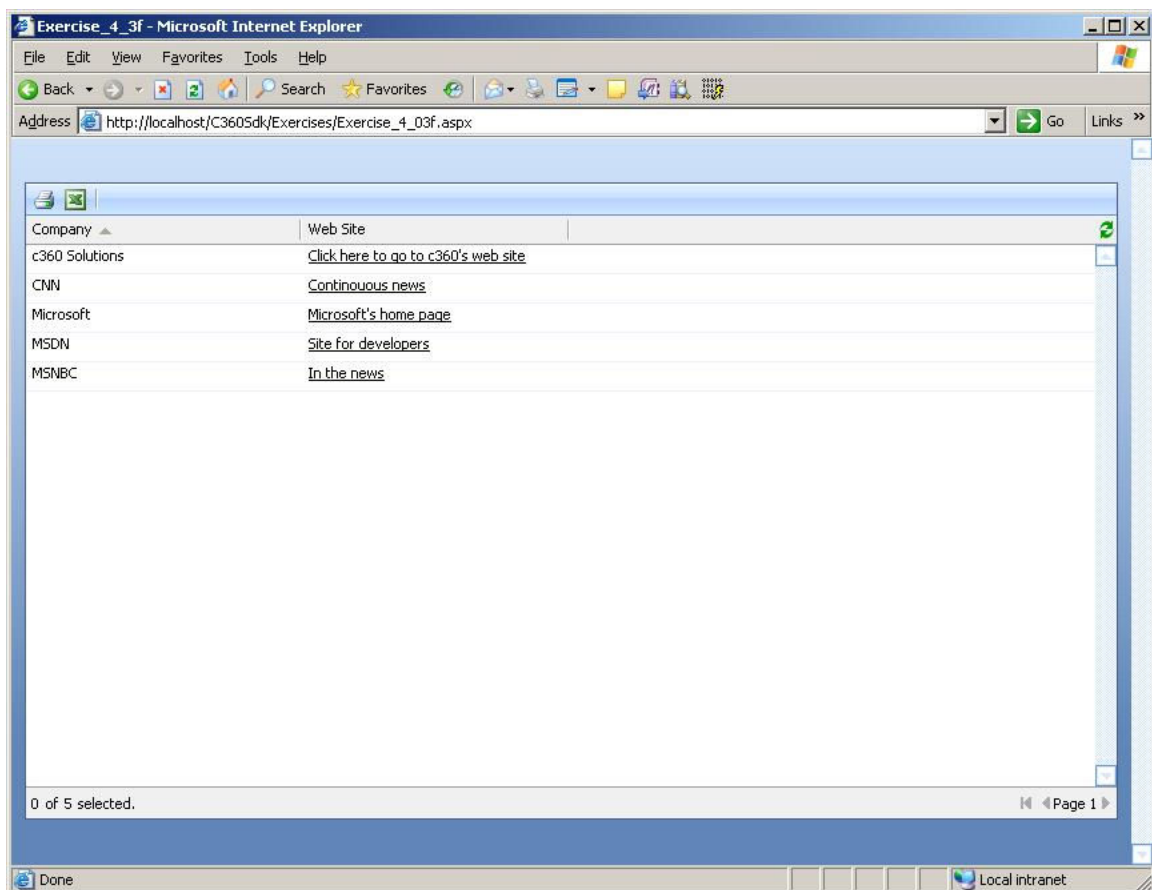 Exercise_4_3f - Microsoft Internet Explorer
File Edit View Favorites Tools Help
Back Search Favorites
Address http://localhost/C360Sdk/Exercises/Exercise_4_03f.aspx Go Links »
Company Web Site
c360 Solutions Click here to go to c360's web site
CNN Continouous news
Microsoft Microsoft's home page
MSDN Site for developers
MSNBC In the news
0 of 5 selected. Page 1
Done Local intranet